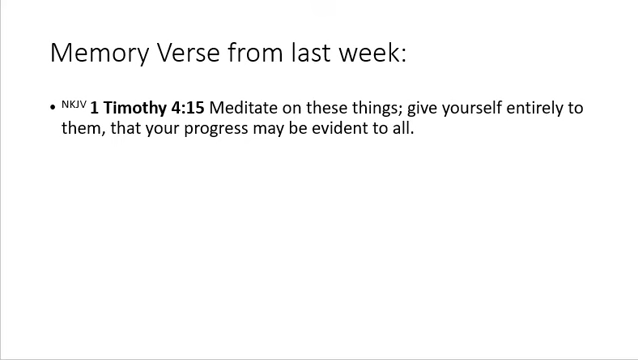 Memory Verse from last week:
• NKJV 1 Timothy 4:15 Meditate on these things; give yourself entirely to
them, that your progress may be evident to all.